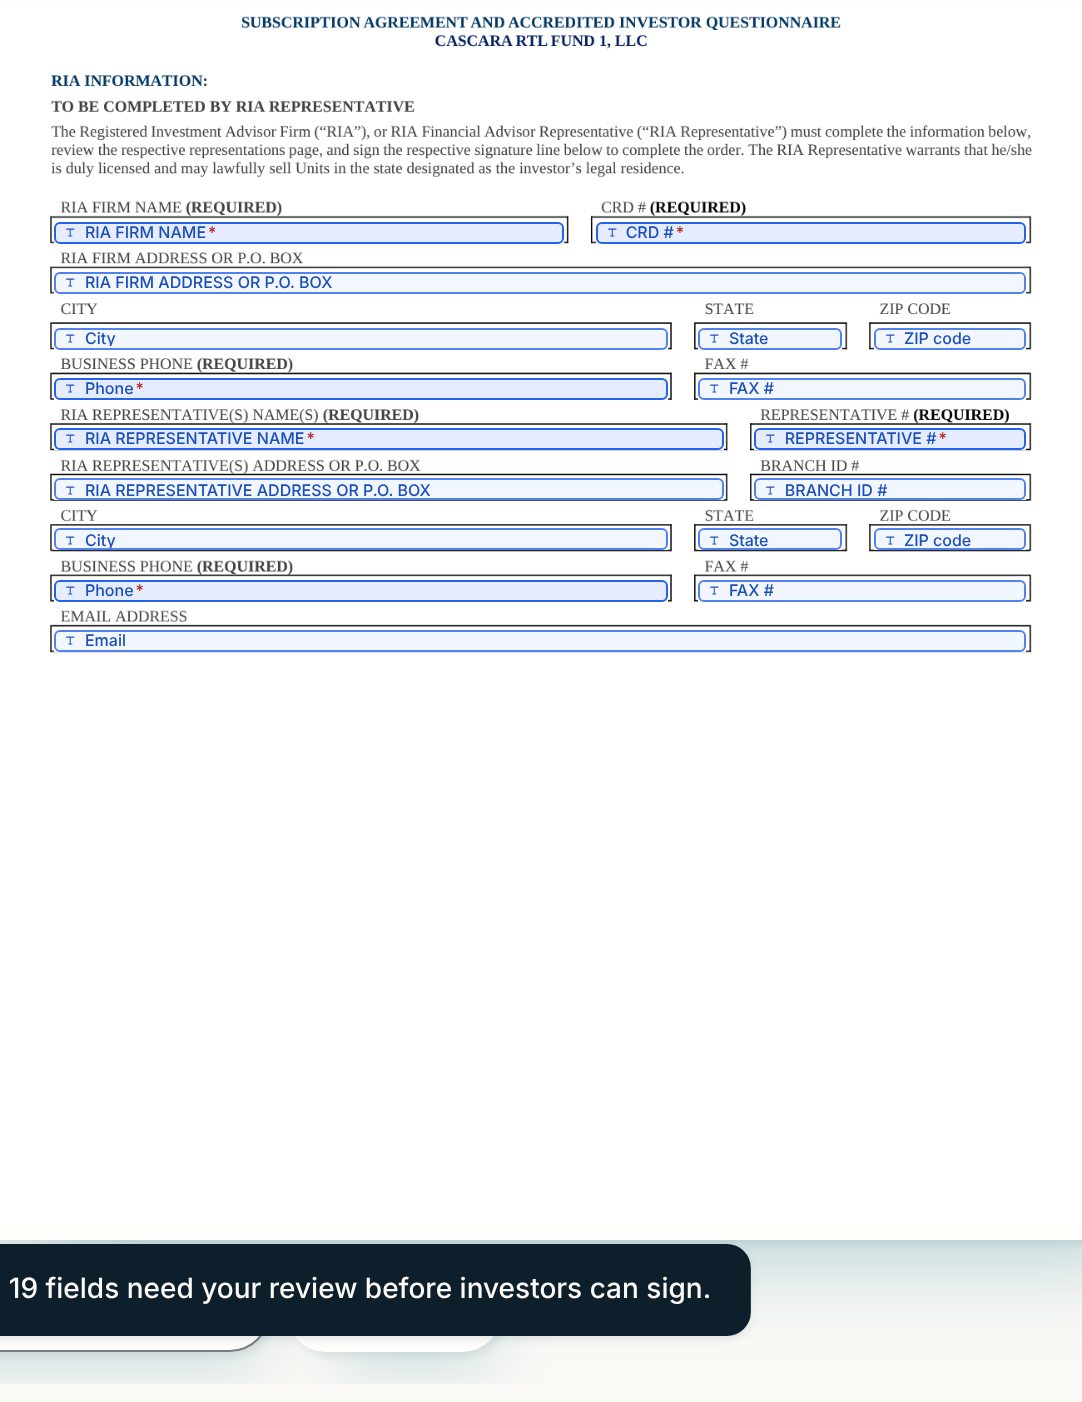 SUBSCRIPTION AGREEMENT AND ACCREDITED INVESTOR QUESTIONNAIRE
CASCARA RTL FUND 1, LLC
RIA INFORMATION:
TO BE COMPLETED BY RIA REPRESENTATIVE
The Registered Investment Advisor Firm (“RIA”), or RIA Financial Advisor Representative (“RIA Representative”) must complete the information below,
review the respective representations page, and sign the respective signature line below to complete the order. The RIA Representative warrants that he/she
is duly licensed and may lawfully sell Units in the state designated as the investor’s legal residence.
RIA FIRM NAME (REQUIRED) CRD # (REQUIRED)
RIA FIRM NAME* CRD #*
RIA FIRM ADDRESS OR P.O. BOX
RIA FIRM ADDRESS OR P.O. BOX
CITY STATE ZIP CODE
City State ZIP code
BUSINESS PHONE (REQUIRED) FAX #
Phone* FAX #
RIA REPRESENTATIVE(S) NAME(S) (REQUIRED) REPRESENTATIVE # (REQUIRED)
RIA REPRESENTATIVE NAME* REPRESENTATIVE #*
RIA REPRESENTATIVE(S) ADDRESS OR P.O. BOX BRANCH ID #
RIA REPRESENTATIVE ADDRESS OR P.O. BOX BRANCH ID #
CITY STATE ZIP CODE
City State ZIP code
BUSINESS PHONE (REQUIRED) FAX #
Phone* FAX #
EMAIL ADDRESS
Email
19 fields need your review before investors can sign.